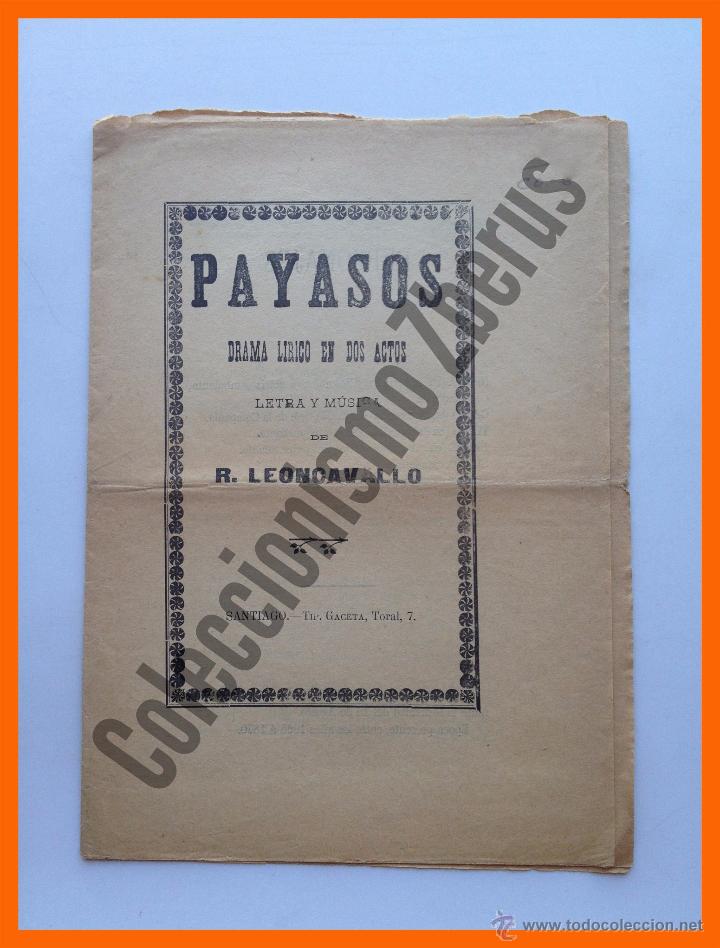 PAYASOS
DRAMA LIRICO EN DOS ACTOS
LETRA Y MÚSICA
DE
R. LEONCAVALLO
SANTIAGO.—Tip. Gaceta, Toral, 7.
Coleccionismo Zberus
www.todocoleccion.net